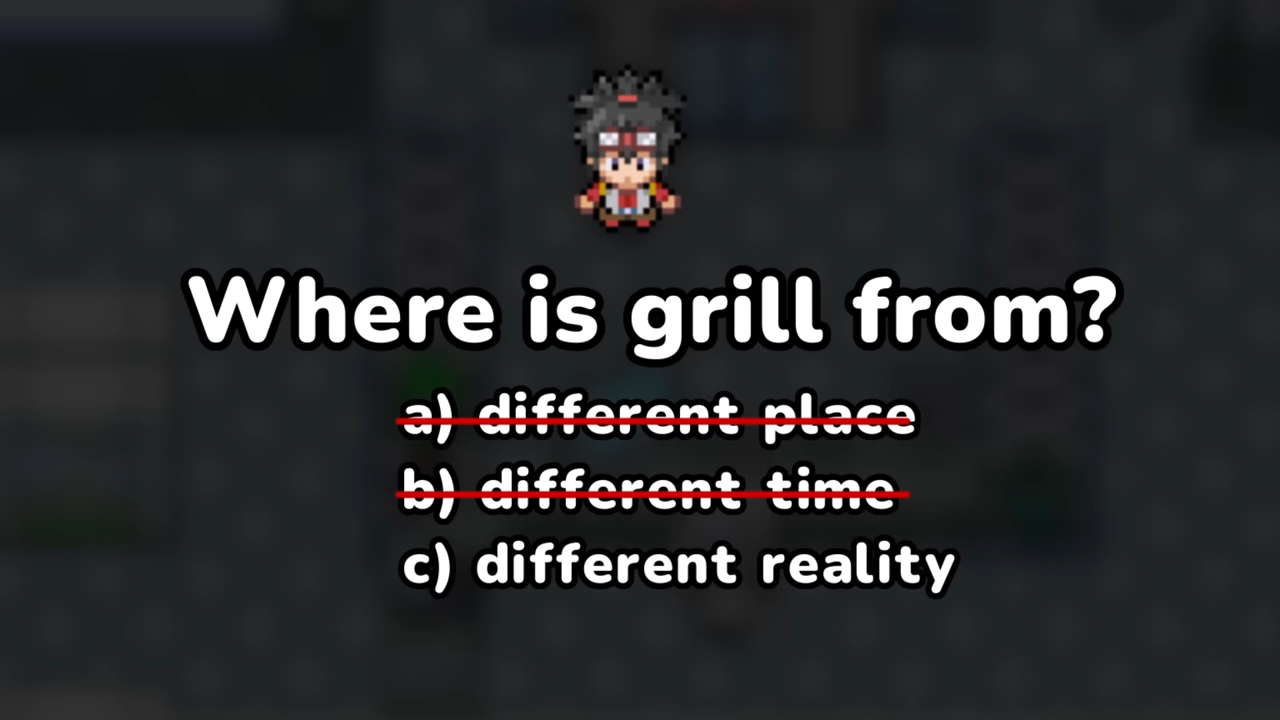 Where is grill from?
a) different place
b) different time
c) different reality